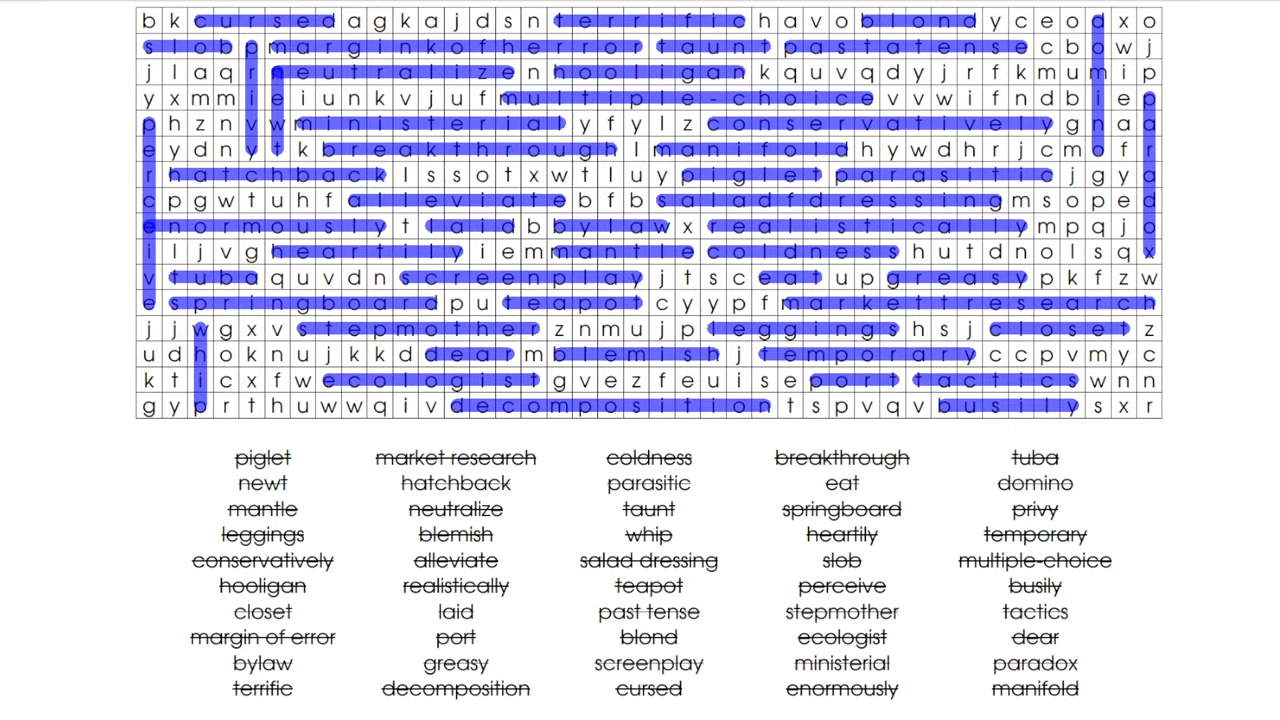 b k c u r s e d a g k a j d s n t e r r i f i c h a v o b l o n d y c e o d x o
s l o b p m a r g i n k o f h e r r o r t a u n t p a s t a t e n s e c b o w j
j l a q r n e u t r a l i z e n h o o l i g a n k q u v q d y j r f k m u m i p
y x m m i e i u n k v j u f m u l t i p l e - c h o i c e v v w i f n d b i e p
p h z n v w m i n i s t e r i a l y f y l z c o n s e r v a t i v e l y g n a a
e y d n y t k b r e a k t h r o u g h l m a n i f o l d h y w d h r j c m o f r
r h a t c h b a c k l s s o t x w t l u y p i g l e t p a r a s i t i c j g y a
c p g w t u h f a l l e v i a t e b f b s a l a d f d r e s s i n g m s o p e d
e n o r m o u s l y t l a i d b b y l a w x r e a l i s t i c a l l y m p q j o
i l j v g h e a r t i l y i e m m a n t l e c o l d n e s s h u t d n o l s q x
v t u b a q u v d n s c r e e n p l a y j t s c e a t u p g r e a s y p k f z w
e s p r i n g b o a r d p u t e a p o t c y y p f m a r k e t t r e s e a r c h
j j w g x v s t e p m o t h e r z n m u j p l e g g i n g s h s j c l o s e t z
u d h o k n u j k k d d e a r m b l e m i s h j t e m p o r a r y c c p v m y c
k t i c x f w e c o l o g i s t g v e z f e u i s e p o r t t a c t i c s w n n
g y p r t h u w w q i v d e c o m p o s i t i o n t s p v q v b u s i l y s x r
piglet market research coldness breakthrough tuba
newt hatchback parasitic eat domino
mantle neutralize taunt springboard privy
leggings blemish whip heartily temporary
conservatively alleviate salad dressing slob multiple-choice
hooligan realistically teapot perceive busily
closet laid past tense stepmother tactics
margin of error port blond ecologist dear
bylaw greasy screenplay ministerial paradox
terrific decomposition cursed enormously manifold